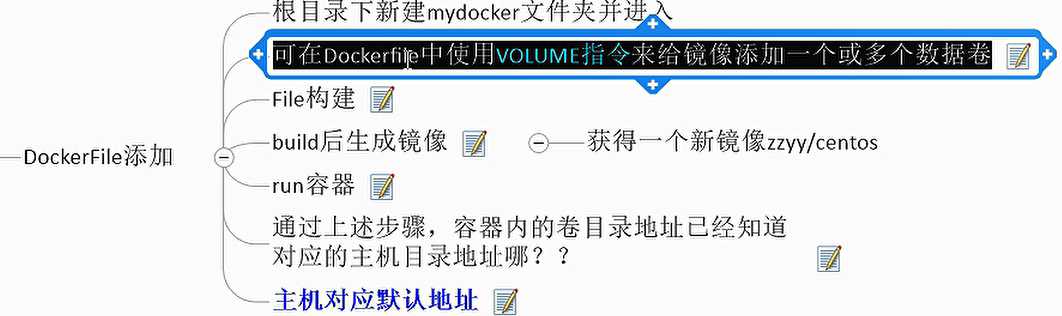 根目录下新建mydocker文件夹并进入
可在Dockerfile中使用VOLUME指令来给镜像添加一个或多个数据卷
File构建
DockerFile添加
build后生成镜像
获得一个新镜像zzyy/centos
run容器
通过上述步骤，容器内的卷目录地址已经知道
对应的主机目录地址哪？？
主机对应默认地址